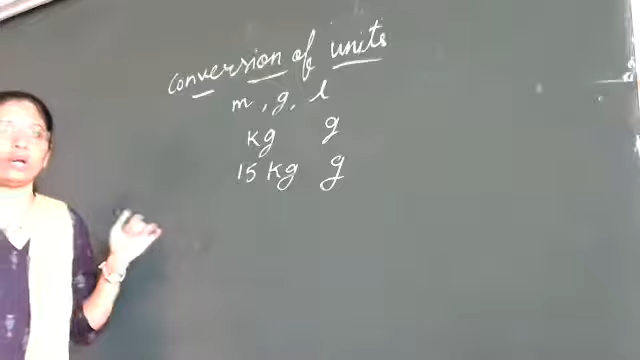 conversion of units
m, g, l
kg g
15 kg g